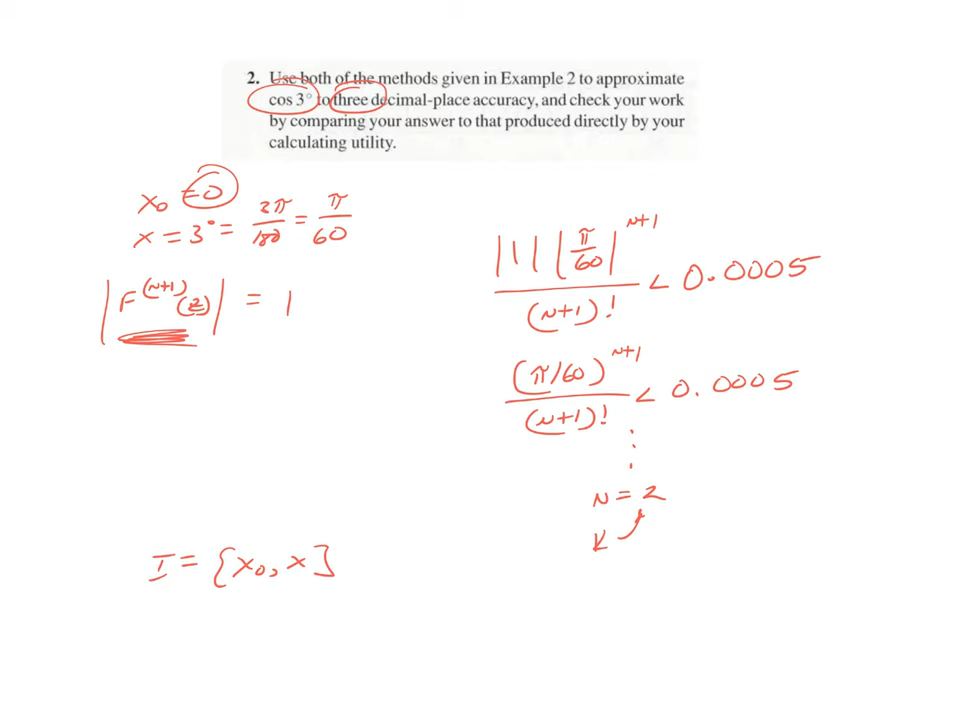 2. Use both of the methods given in Example 2 to approximate
cos 3° to three decimal-place accuracy, and check your work
by comparing your answer to that produced directly by your
calculating utility.
x₀ = 0
x = 3° = 3π/180 = π/60
|F^(N+1)(z)| = 1
|1| |π/60|^(N+1) / (N+1)! < 0.0005
(π/60)^(N+1) / (N+1)! < 0.0005
⋮
N = 2
I = [x₀, x]